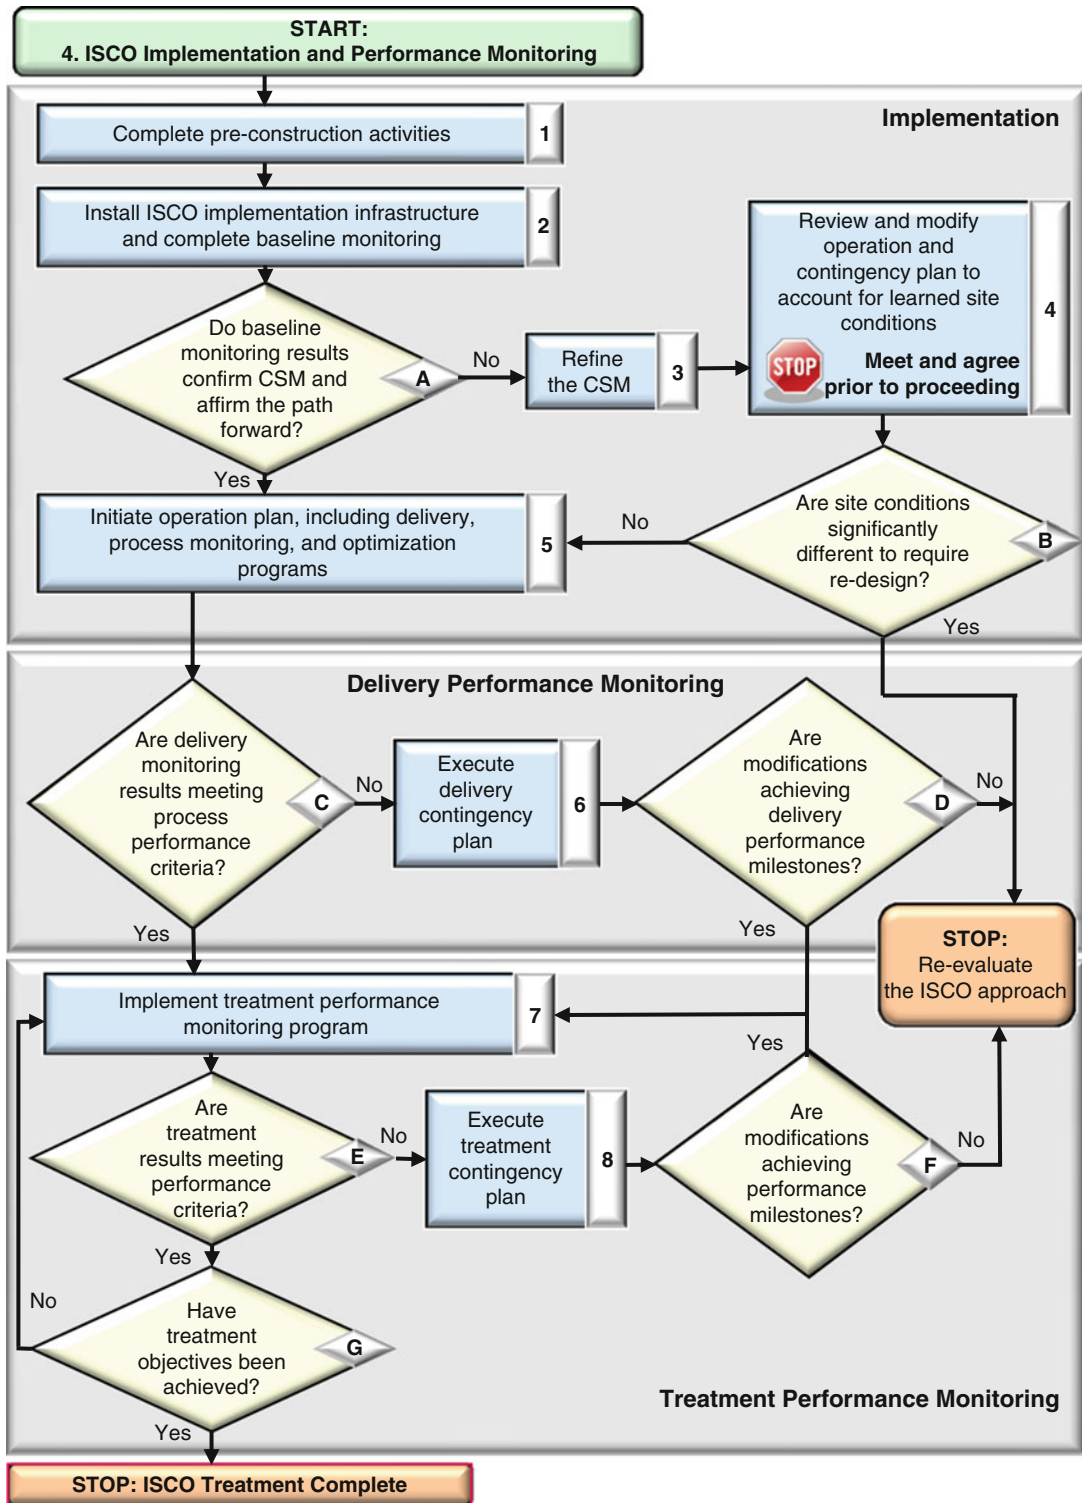 START:
4. ISCO Implementation and Performance Monitoring
Implementation
Complete pre-construction activities
1
Install ISCO implementation infrastructure
and complete baseline monitoring
2
Do baseline
monitoring results
confirm CSM and
affirm the path
forward?
A
No
Refine
the CSM
3
Review and modify
operation and
contingency plan to
account for learned site
conditions
STOP
Meet and agree
prior to proceeding
4
Yes
Initiate operation plan, including delivery,
process monitoring, and optimization
programs
5
No
Are site conditions
significantly
different to require
re-design?
B
Yes
Delivery Performance Monitoring
Are delivery
monitoring
results meeting
process
performance
criteria?
C
No
Execute
delivery
contingency
plan
6
Are
modifications
achieving
delivery
performance
milestones?
D
No
Yes
Yes
STOP:
Re-evaluate
the ISCO approach
Implement treatment performance
monitoring program
7
Yes
Are
treatment
results meeting
performance
criteria?
E
No
Execute
treatment
contingency
plan
8
Are
modifications
achieving
performance
milestones?
F
No
Yes
No
Have
treatment
objectives been
achieved?
G
Treatment Performance Monitoring
Yes
STOP: ISCO Treatment Complete